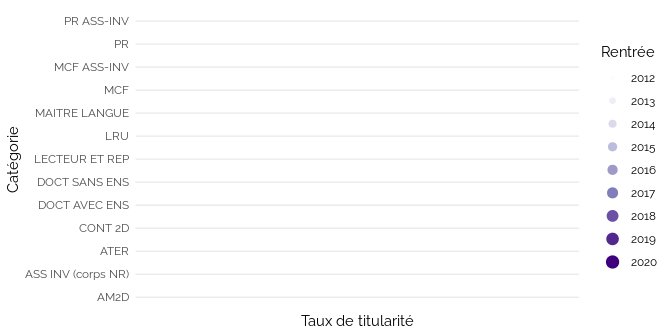 PR ASS-INV
PR
MCF ASS-INV
MCF
MAITRE LANGUE
LRU
LECTEUR ET REP
DOCT SANS ENS
DOCT AVEC ENS
CONT 2D
ATER
ASS INV (corps NR)
AM2D
Catégorie
Taux de titularité
Rentrée
2012
2013
2014
2015
2016
2017
2018
2019
2020